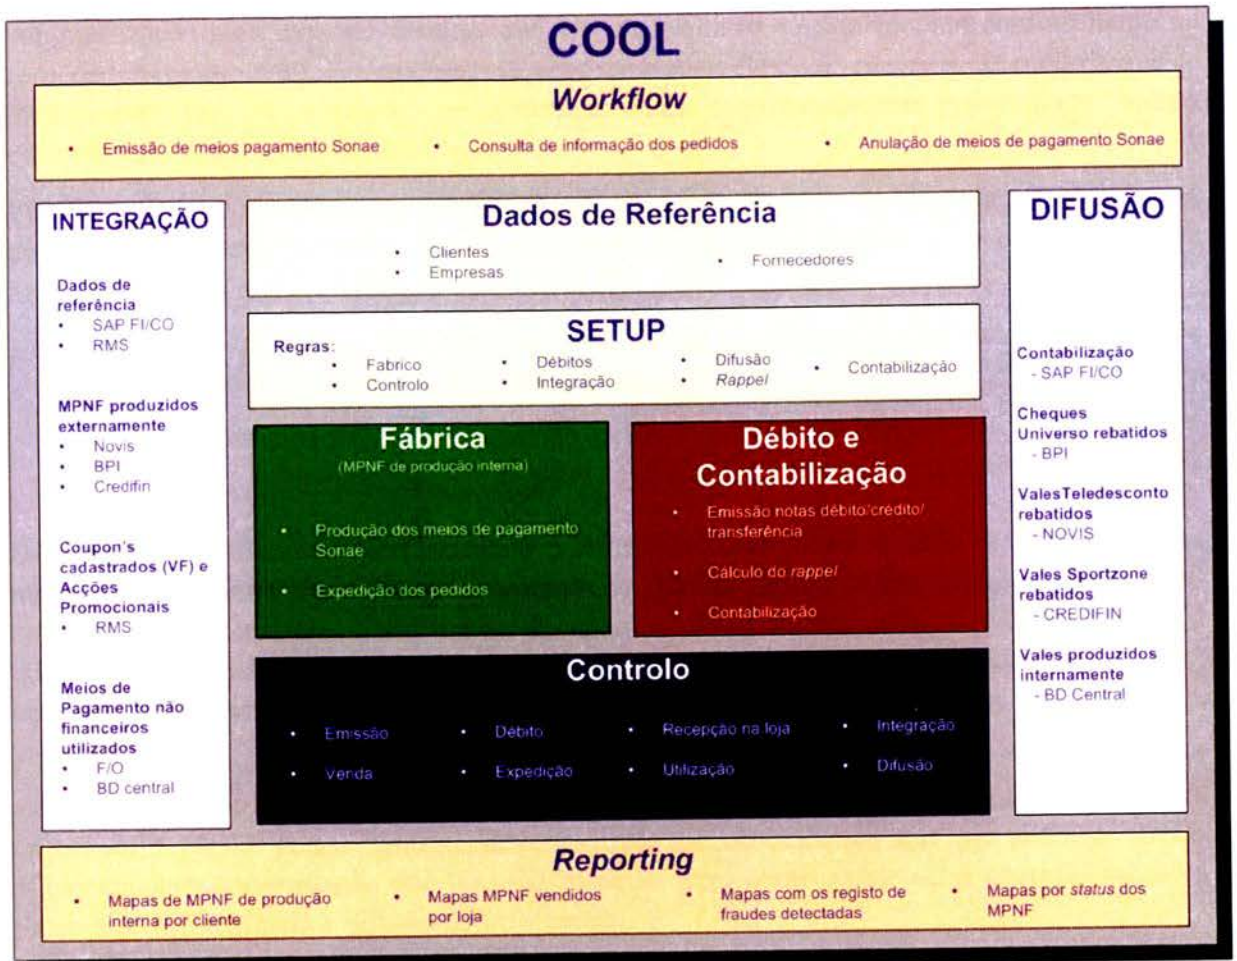 COOL
Workflow
• Emissão de meios pagamento Sonae • Consulta de informação dos pedidos • Anulação de meios de pagamento Sonae
INTEGRAÇÃO
Dados de
referência
• SAP FI/CO
• RMS
MPNF produzidos
externamente
• Novis
• BPI
• Credifin
Coupon's
cadastrados (VF) e
Acções
Promocionais
• RMS
Meios de
Pagamento não
financeiros
utilizados
• F/O
• BD central
Dados de Referência
• Clientes
• Empresas
• Fornecedores
SETUP
Regras:
• Fabrico • Débitos • Difusão • Contabilização
• Controlo • Integração • Rappel
Fábrica
(MPNF de produção interna)
• Produção dos meios de pagamento
Sonae
• Expedição dos pedidos
Débito e
Contabilização
• Emissão notas débito/crédito/
transferência
• Cálculo do rappel
• Contabilização
Controlo
• Emissão • Débito • Recepção na loja • Integração
• Venda • Expedição • Utilização • Difusão
DIFUSÃO
Contabilização
- SAP FI/CO
Cheques
Universo rebatidos
- BPI
ValesTeledesconto
rebatidos
- NOVIS
Vales Sportzone
rebatidos
- CREDIFIN
Vales produzidos
internamente
- BD Central
Reporting
• Mapas de MPNF de produção
interna por cliente
• Mapas MPNF vendidos
por loja
• Mapas com os registo de
fraudes detectadas
• Mapas por status dos
MPNF